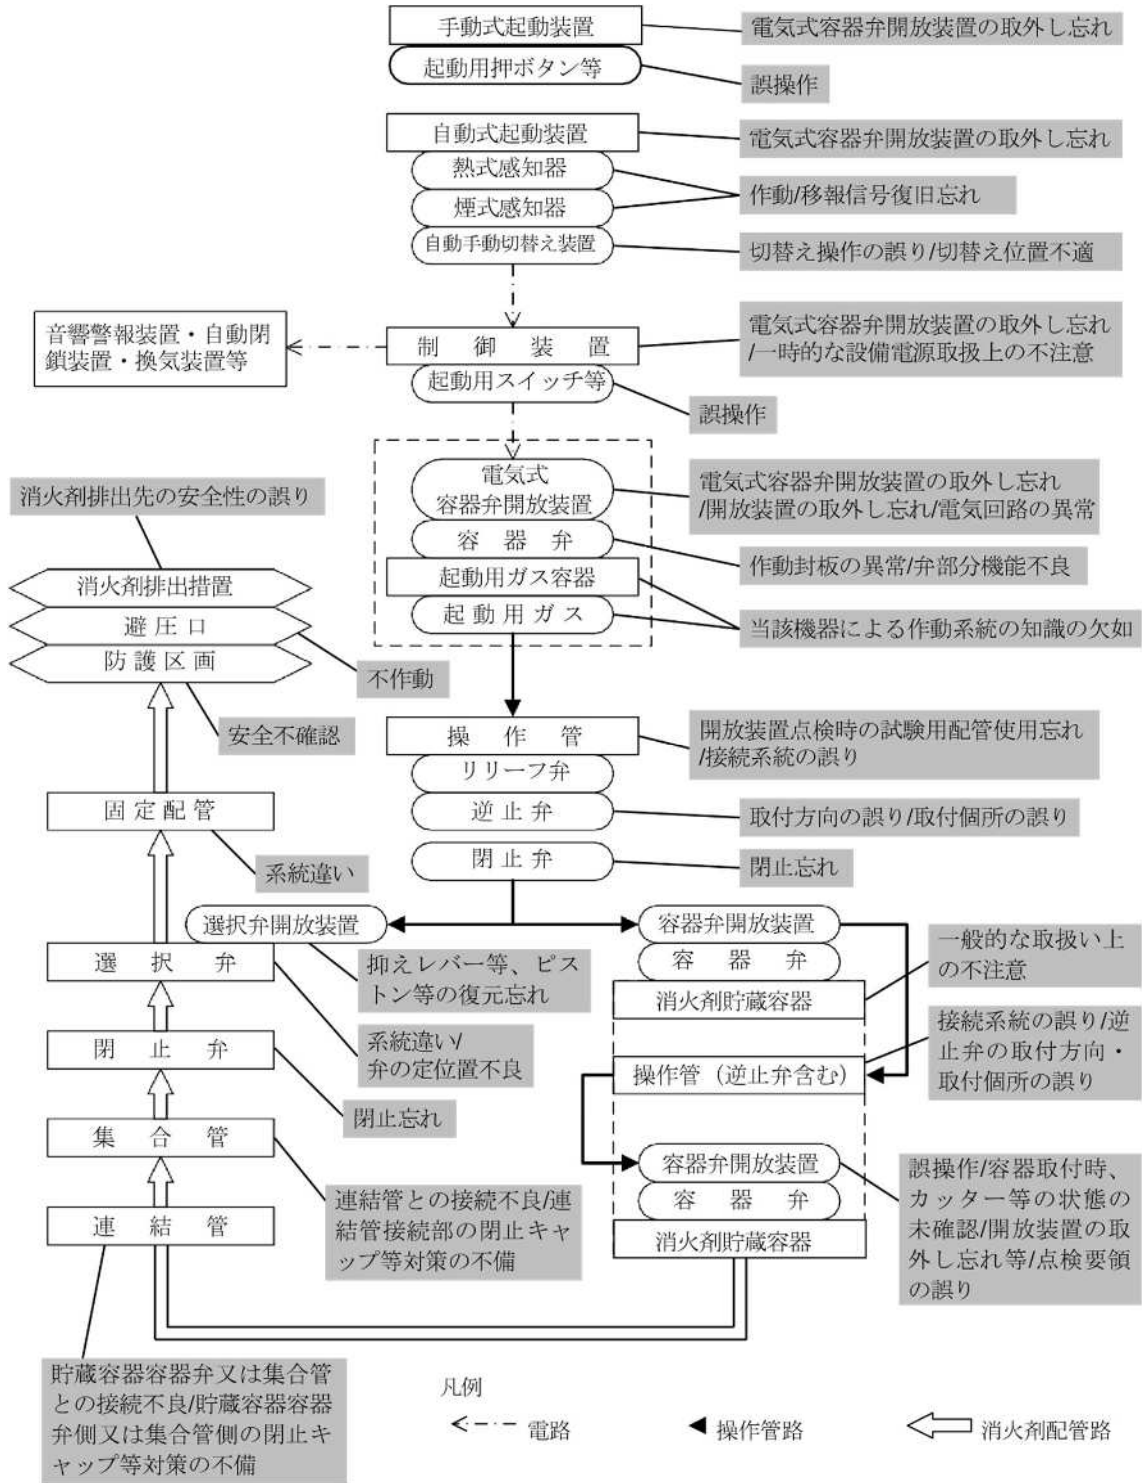 手動式起動装置
電気式容器弁開放装置の取外し忘れ
起動用押ボタン等
誤操作
自動式起動装置
電気式容器弁開放装置の取外し忘れ
熱式感知器
煙式感知器
作動/移報信号復旧忘れ
自動手動切替え装置
切替え操作の誤り/切替え位置不適
音響警報装置・自動閉
鎖装置・換気装置等
制御装置
電気式容器弁開放装置の取外し忘れ
/一時的な設備電源取扱上の不注意
起動用スイッチ等
誤操作
電気式
容器弁開放装置
電気式容器弁開放装置の取外し忘れ
/開放装置の取外し忘れ/電気回路の異常
容器弁
作動封板の異常/弁部分機能不良
起動用ガス容器
起動用ガス
当該機器による作動系統の知識の欠如
消火剤排出先の安全性の誤り
消火剤排出措置
避圧口
防護区画
不作動
安全不確認
操作管
開放装置点検時の試験用配管使用忘れ
/接続系統の誤り
リリーフ弁
逆止弁
取付方向の誤り/取付個所の誤り
閉止弁
閉止忘れ
固定配管
系統違い
選択弁開放装置
抑えレバー等、ピス
トン等の復元忘れ
選択弁
系統違い/
弁の定位置不良
閉止弁
閉止忘れ
集合管
連結管との接続不良/連
結管接続部の閉止キャ
ップ等対策の不備
連結管
貯蔵容器容器弁又は集合管
との接続不良/貯蔵容器容器
弁側又は集合管側の閉止キ
ャップ等対策の不備
容器弁開放装置
容器弁
消火剤貯蔵容器
一般的な取扱い上
の不注意
操作管（逆止弁含む）
接続系統の誤り/逆
止弁の取付方向・
取付個所の誤り
容器弁開放装置
容器弁
消火剤貯蔵容器
誤操作/容器取付時、
カッター等の状態の
未確認/開放装置の取
外し忘れ等/点検要領
の誤り
凡例
電路
操作管路
消火剤配管路